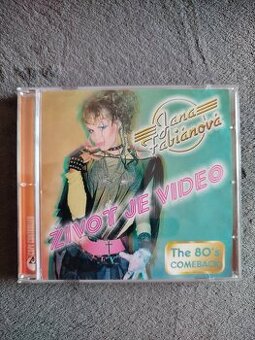 Jana
Fabiánová
ŽIVOT JE VIDEO
The 80's
COMEBACK